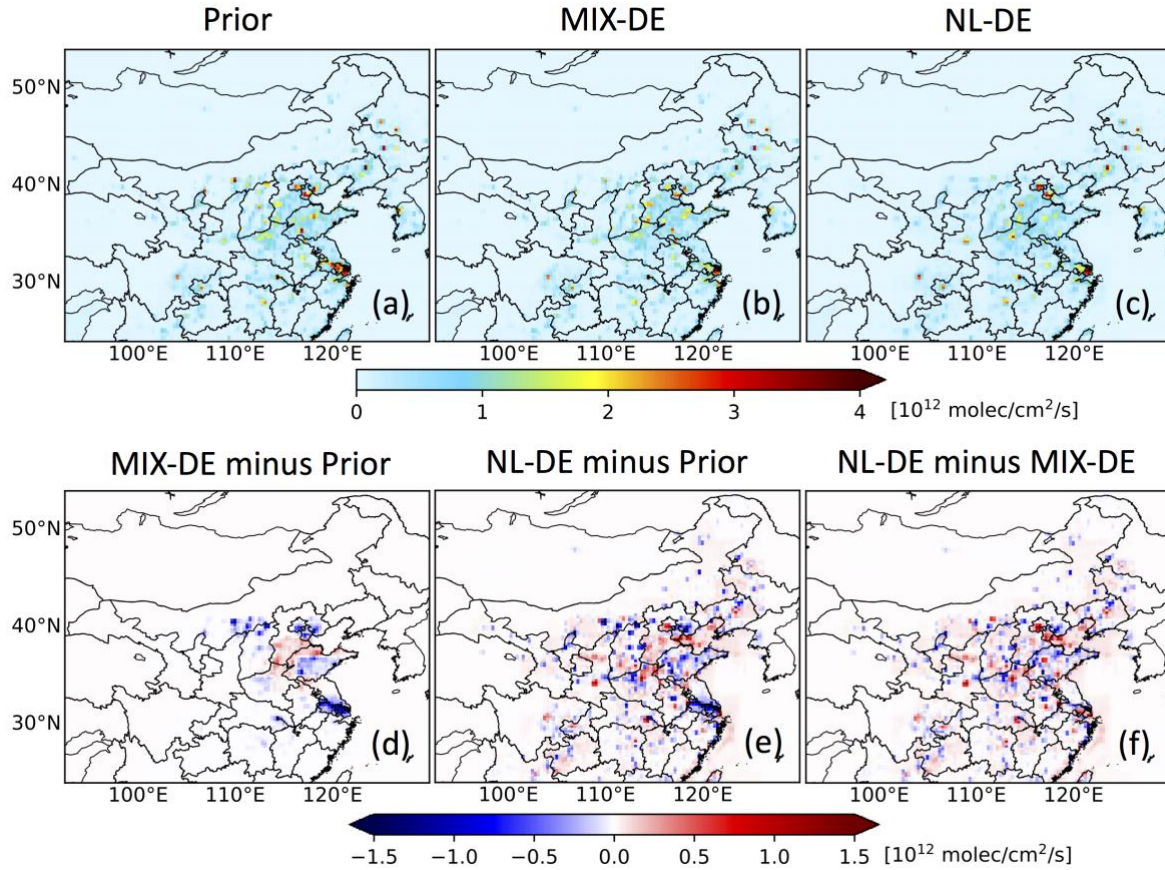 Prior MIX-DE NL-DE
50°N
40°N
30°N
(a) (b) (c)
100°E 110°E 120°E 100°E 110°E 120°E 100°E 110°E 120°E
0 1 2 3 4 [10¹² molec/cm²/s]
MIX-DE minus Prior NL-DE minus Prior NL-DE minus MIX-DE
50°N
40°N
30°N
(d) (e) (f)
100°E 110°E 120°E 100°E 110°E 120°E 100°E 110°E 120°E
−1.5 −1.0 −0.5 0.0 0.5 1.0 1.5 [10¹² molec/cm²/s]